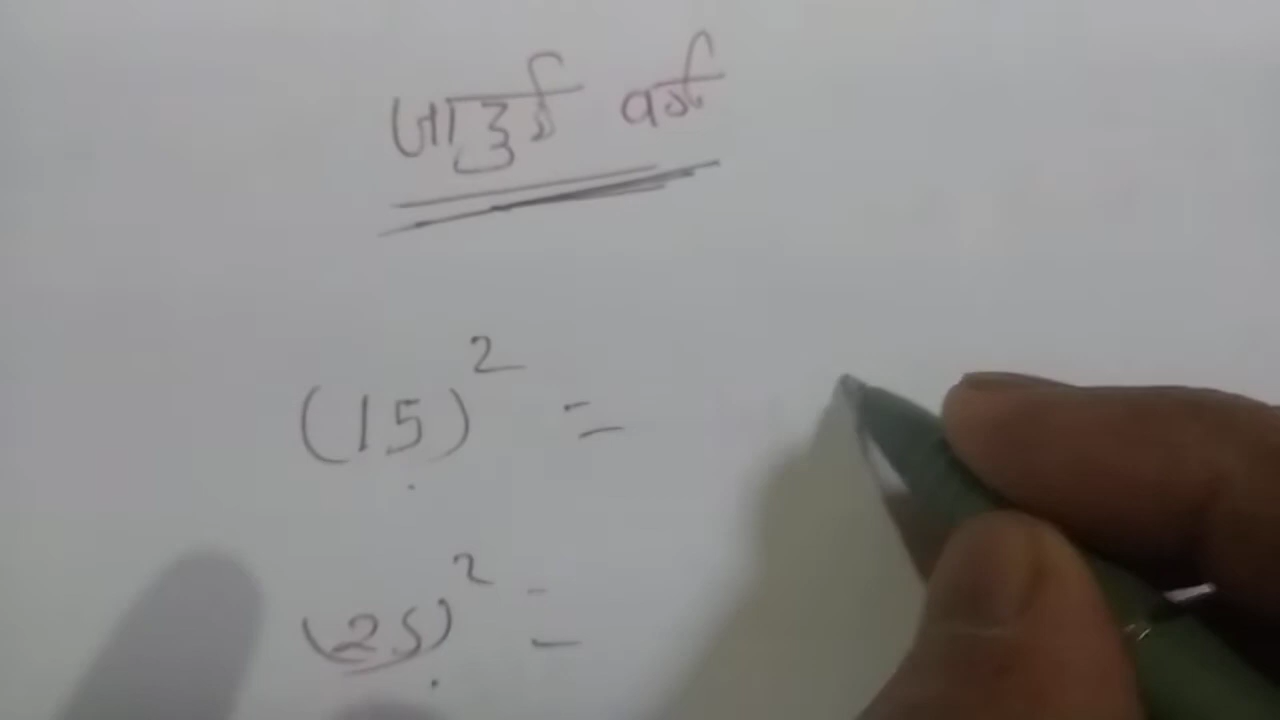 जादुई वर्ग
(15)² =
(25)² =